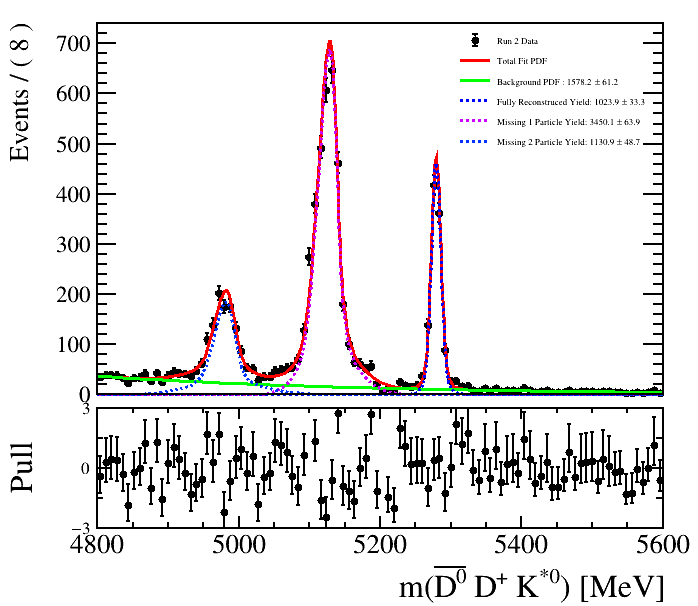 Events / ( 8 )
700
600
500
400
300
200
100
0
Run 2 Data
Total Fit PDF
Background PDF : 1578.2 ± 61.2
Fully Reconstruced Yield: 1023.9 ± 33.3
Missing 1 Particle Yield: 3450.1 ± 63.9
Missing 2 Particle Yield: 1130.9 ± 48.7
Pull
3
0
−3
4800 5000 5200 5400 5600
m(D̅⁰ D⁺ K*⁰) [MeV]